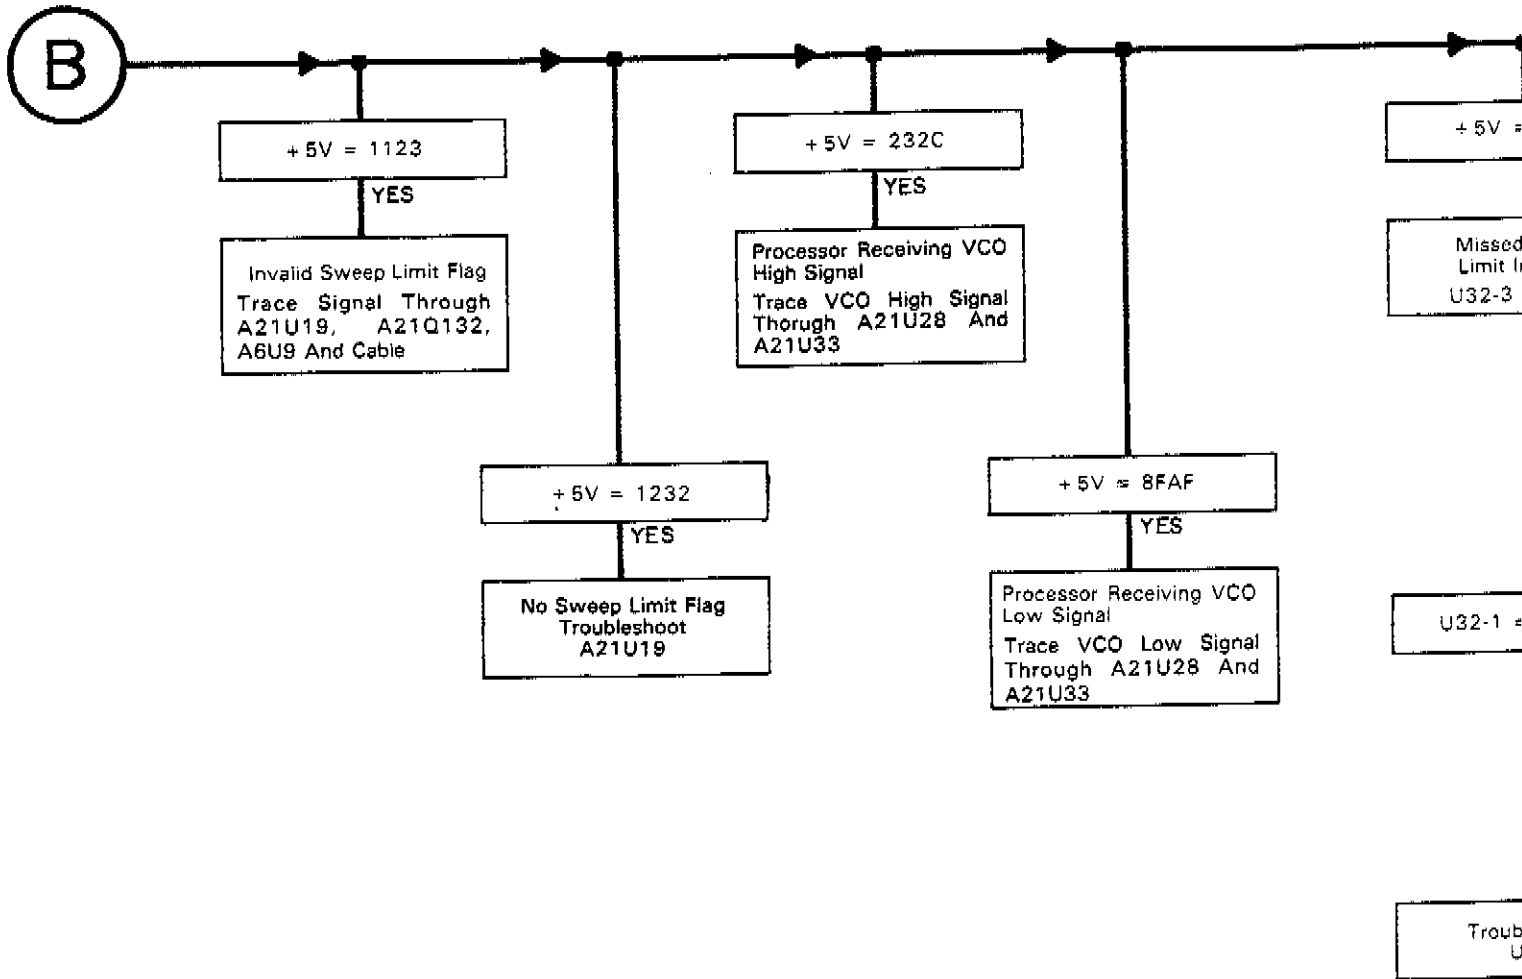 B
+5V = 1123
YES
Invalid Sweep Limit Flag
Trace Signal Through
A21U19, A21Q132,
A6U9 And Cable
+5V = 1232
YES
No Sweep Limit Flag
Troubleshoot
A21U19
+5V = 232C
YES
Processor Receiving VCO
High Signal
Trace VCO High Signal
Thorugh A21U28 And
A21U33
+5V = 8FAF
YES
Processor Receiving VCO
Low Signal
Trace VCO Low Signal
Through A21U28 And
A21U33
+5V =
Missed
Limit
U32-3
U32-1 =